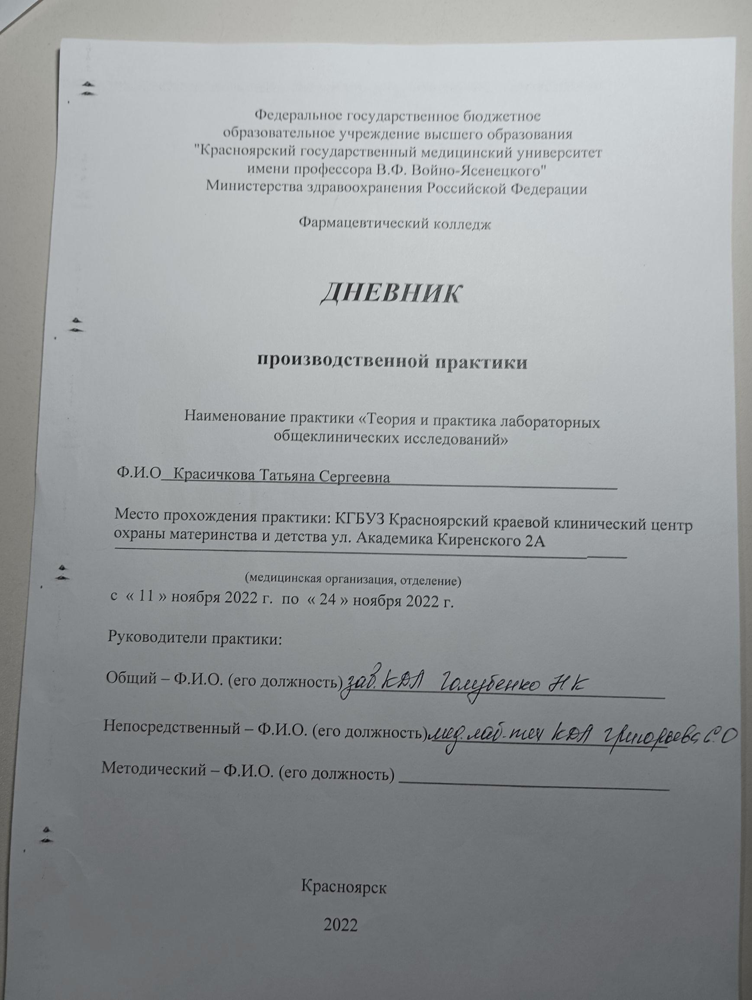 Федеральное государственное бюджетное
образовательное учреждение высшего образования
"Красноярский государственный медицинский университет
имени профессора В.Ф. Войно-Ясенецкого"
Министерства здравоохранения Российской Федерации
Фармацевтический колледж
ДНЕВНИК
производственной практики
Наименование практики «Теория и практика лабораторных
общеклинических исследований»
Ф.И.О__Красичкова Татьяна Сергеевна
Место прохождения практики: КГБУЗ Красноярский краевой клинический центр
охраны материнства и детства ул. Академика Киренского 2А
(медицинская организация, отделение)
с « 11 » ноября 2022 г. по « 24 » ноября 2022 г.
Руководители практики:
Общий – Ф.И.О. (его должность) зав. КДЛ Голубенко Н.К
Непосредственный – Ф.И.О. (его должность) мед. лаб. тех КДЛ Григорьева С.О
Методический – Ф.И.О. (его должность)
Красноярск
2022